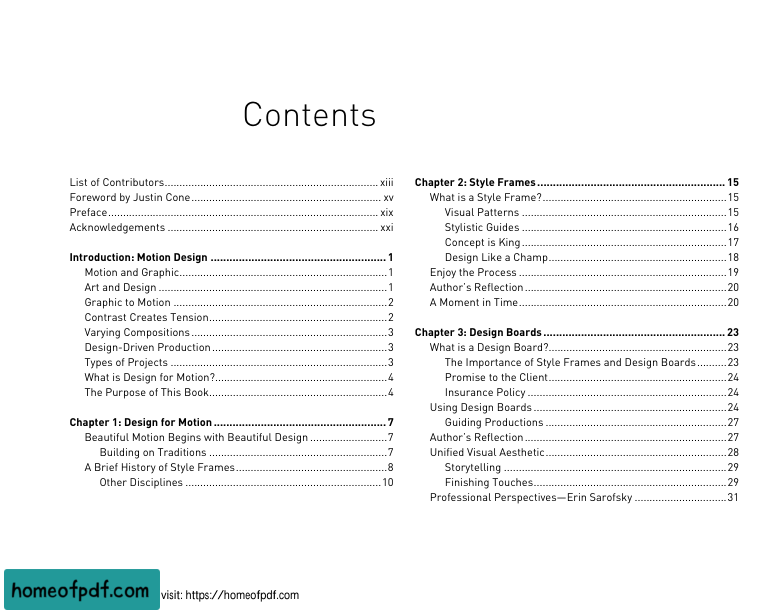 Contents
List of Contributors.................................................................... xiii
Foreword by Justin Cone............................................................. xv
Preface....................................................................................... xix
Acknowledgements ................................................................... xxi
Introduction: Motion Design ........................................................ 1
Motion and Graphic...................................................................1
Art and Design ..........................................................................1
Graphic to Motion .....................................................................2
Contrast Creates Tension.........................................................2
Varying Compositions...............................................................3
Design-Driven Production........................................................3
Types of Projects ......................................................................3
What is Design for Motion?.......................................................4
The Purpose of This Book.........................................................4
Chapter 1: Design for Motion ....................................................... 7
Beautiful Motion Begins with Beautiful Design .........................7
Building on Traditions .........................................................7
A Brief History of Style Frames.................................................8
Other Disciplines ...............................................................10
Chapter 2: Style Frames............................................................ 15
What is a Style Frame?...........................................................15
Visual Patterns ..................................................................15
Stylistic Guides ..................................................................16
Concept is King..................................................................17
Design Like a Champ.........................................................18
Enjoy the Process ...................................................................19
Author's Reflection.................................................................20
A Moment in Time...................................................................20
Chapter 3: Design Boards .......................................................... 23
What is a Design Board?.........................................................23
The Importance of Style Frames and Design Boards.........23
Promise to the Client.........................................................24
Insurance Policy ................................................................24
Using Design Boards ..............................................................24
Guiding Productions ..........................................................27
Author's Reflection.................................................................27
Unified Visual Aesthetic..........................................................28
Storytelling ........................................................................29
Finishing Touches..............................................................29
Professional Perspectives—Erin Sarofsky .............................31
homeofpdf.com visit: https://homeofpdf.com